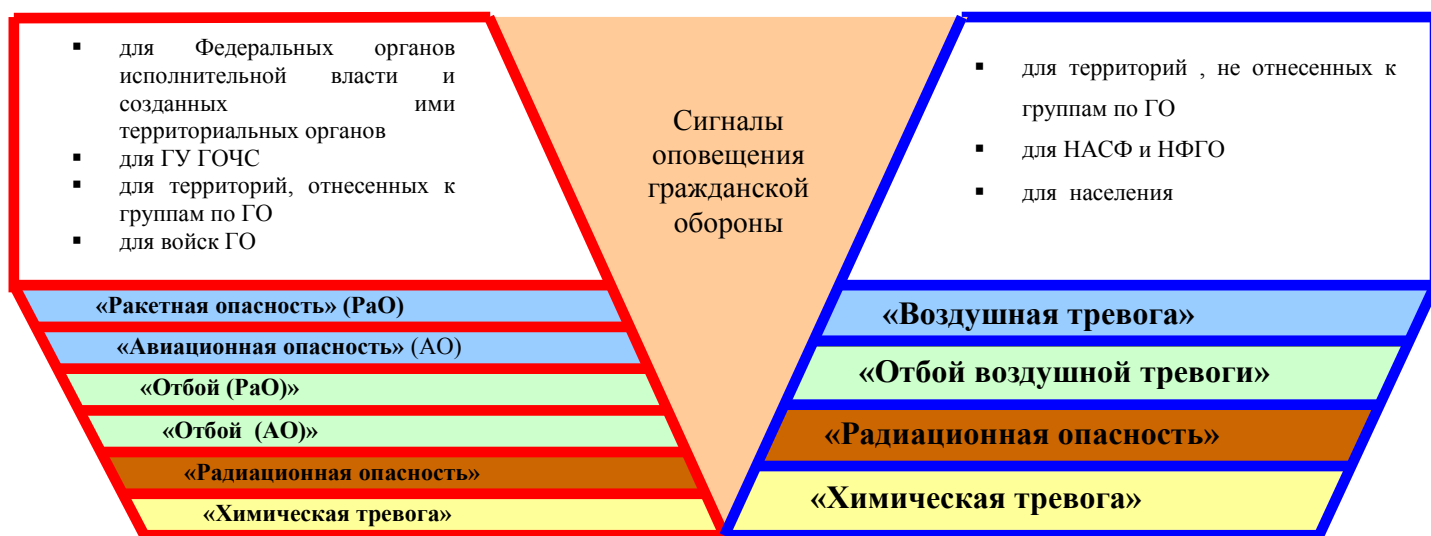 ▪ для Федеральных органов
исполнительной власти и
созданных ими
территориальных органов
▪ для ГУ ГОЧС
▪ для территорий, отнесенных к
группам по ГО
▪ для войск ГО
Сигналы
оповещения
гражданской
обороны
▪ для территорий , не отнесенных к
группам по ГО
▪ для НАСФ и НФГО
▪ для населения
«Ракетная опасность» (РаО)
«Авиационная опасность» (АО)
«Отбой (РаО)»
«Отбой (АО)»
«Радиационная опасность»
«Химическая тревога»
«Воздушная тревога»
«Отбой воздушной тревоги»
«Радиационная опасность»
«Химическая тревога»